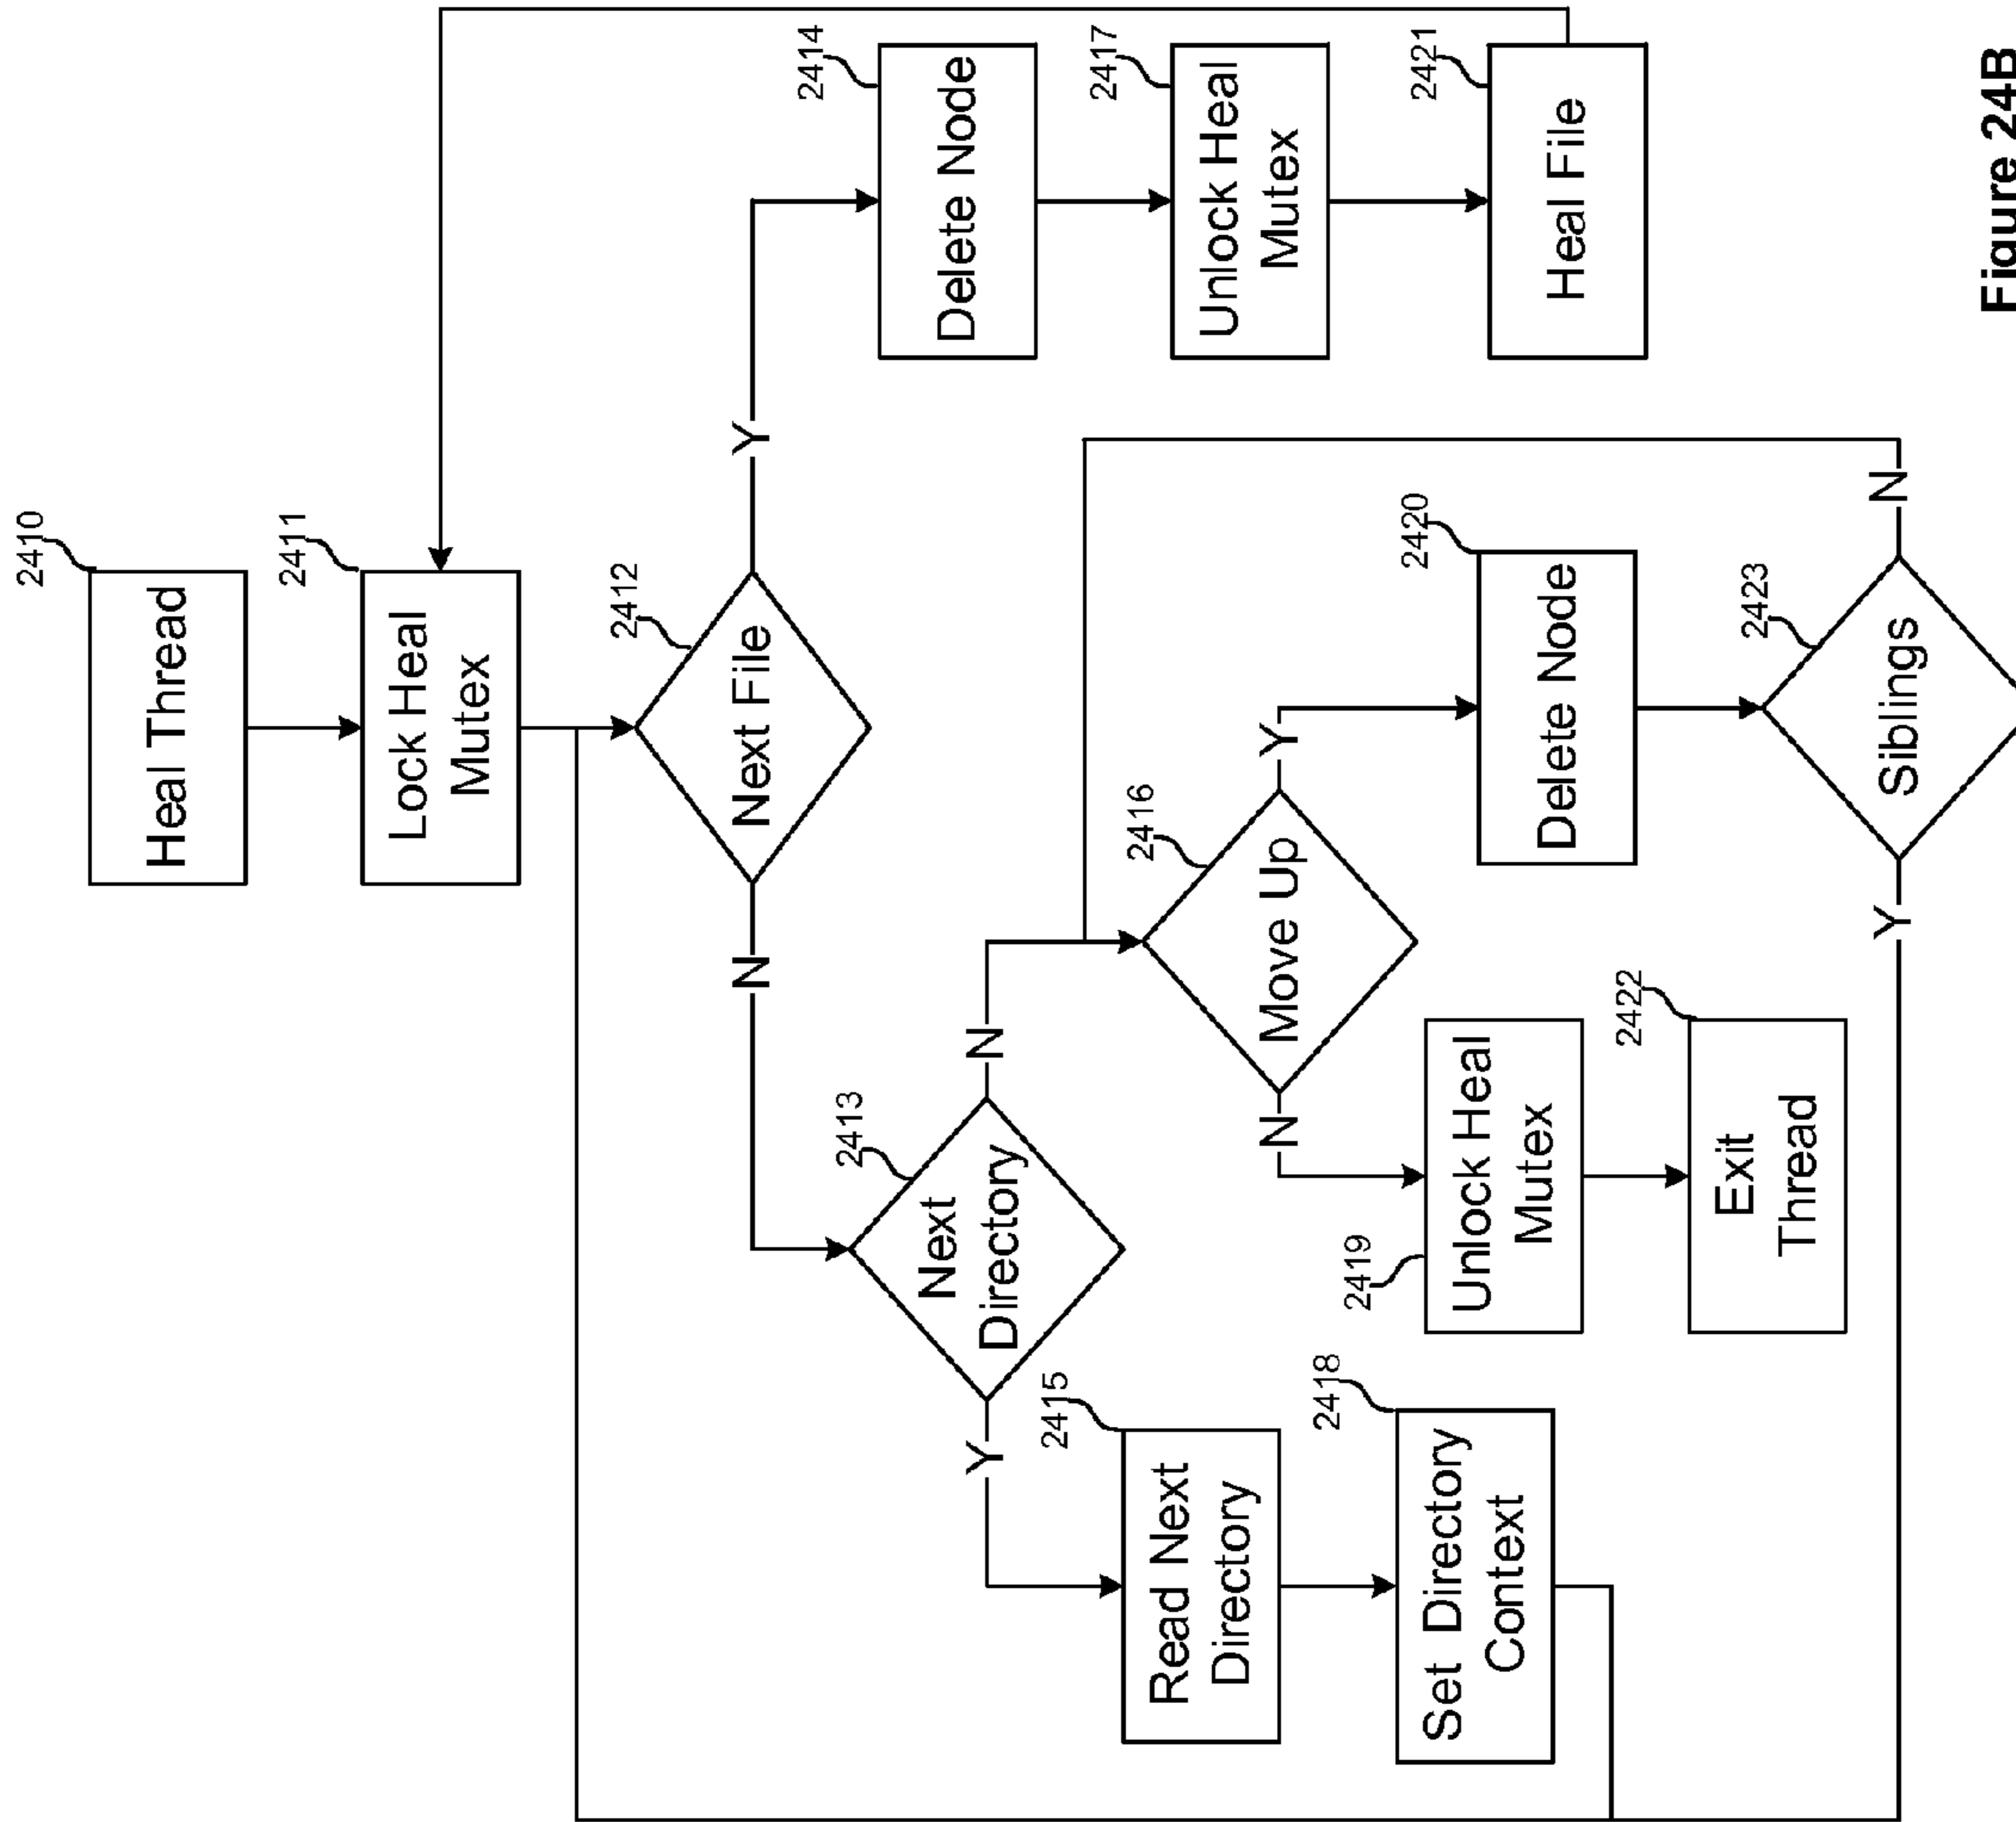 2410
Heal Thread
2411
Lock Heal
Mutex
2412
Next File
N
Y
2413
Next
Directory
Y
N
2414
Delete Node
2415
Read Next
Directory
2416
Move Up
N
Y
2417
Unlock Heal
Mutex
2418
Set Directory
Context
2419
Unlock Heal
Mutex
2420
Delete Node
2421
Heal File
2422
Exit
Thread
2423
Siblings
Y
N
Figure 24B